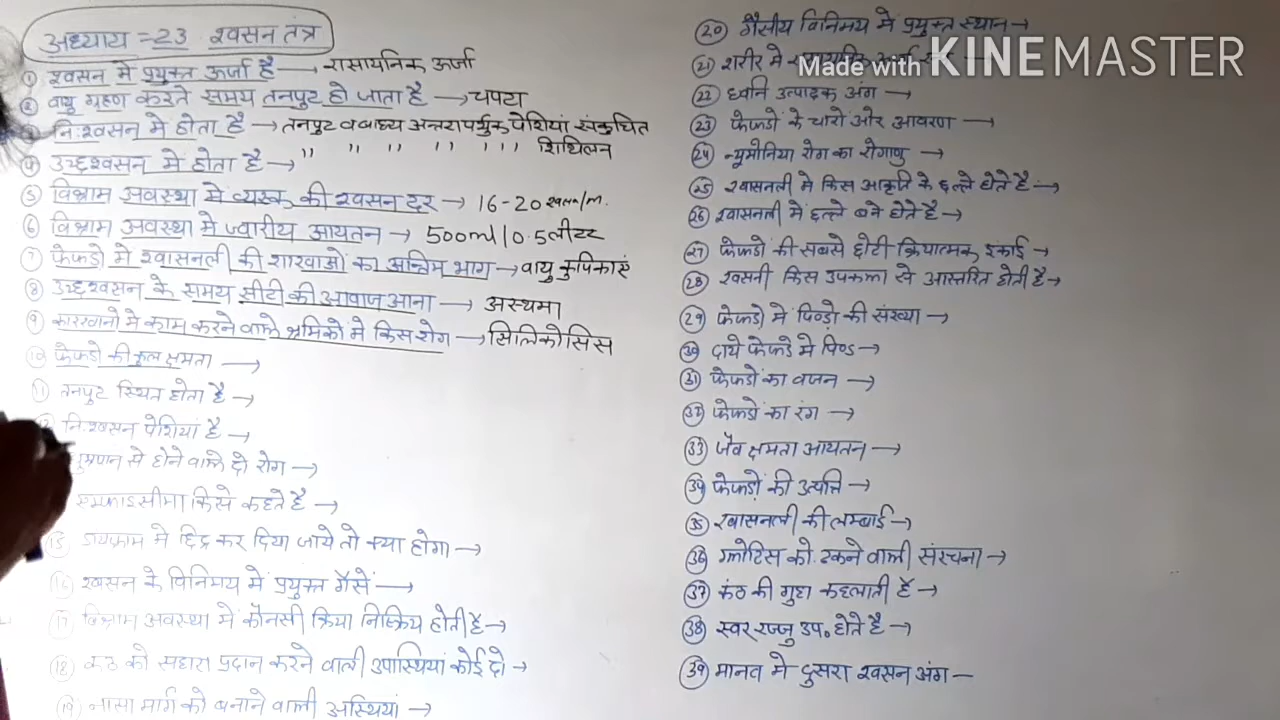 अध्याय =23 श्वसन तंत्र
① श्वसन में प्रयुक्त ऊर्जा है → रासायनिक ऊर्जा
② वायु ग्रहण करते समय तनपुट हो जाता है → चपटा
नि:श्वसन में होता है → तनपुट व बाह्य अन्तरापर्शुक पेशियां संकुचित
④ उच्छश्वसन में होता है → " " " " " " शिथिलन
⑤ विश्राम अवस्था में व्यस्क की श्वसन दर → 16-20
⑥ विश्राम अवस्था में ज्वारीय आयतन → 500ml/0.5लीटर
⑦ फेफडो में श्वासनली की शाखाओं का अन्तिम भाग → वायु कुपिकाएं
⑧ उच्छश्वसन के समय सीटी की आवाज आना → अस्थमा
⑨ कारखानो में काम करने वाले श्रमिको मे किस रोग → सिलिकोसिस
⑩ फेफडो की कुल क्षमता →
⑪ तनपुट स्थित होता है →
नि:श्वसन पेशियां है →
से होने वाले दो रोग →
एम्फाइसीमा किसे कहते है →
15 डायफ्राम मे छिद्र कर दिया जाये तो क्या होगा →
16 श्वसन के विनिमय में प्रयुक्त गैसें →
17 विश्राम अवस्था में कौनसी क्रिया निष्क्रिय होती है →
18 कंठ को सहारा प्रदान करने वाली उपास्थियां कोई दो →
19 नासा मार्ग को बनाने वाली अस्थियां →
⑳ गैसीय विनिमय में प्रयुक्त स्थान →
21 शरीर मे
22 ध्वनि उत्पादक अंग →
23 फेफडो के चारो ओर आवरण →
24 न्यूमोनिया रोग का रोगाणु →
25 श्वासनली मे किस आकृति के छल्ले होते है →
26 श्वासनली में छल्ले बने होते है →
27 फेफडो की सबसे छोटी क्रियात्मक इकाई →
28 श्वसनी किस उपकला से आस्तरित होती है →
29 फेफडो में पिण्डो की संख्या →
30 दाये फेफडे मे पिण्ड →
31 फेफडो का वजन →
32 फेफडो का रंग →
33 जैव क्षमता आयतन →
34 फेफडो की उत्पत्ति →
35 श्वासनली की लम्बाई →
36 ग्लोटिस को ढकने वाली संरचना →
37 कंठ की गुहा कहलाती है →
38 स्वर रज्जु उप. होते है →
39 मानव मे दुसरा श्वसन अंग –
Made with KINEMASTER